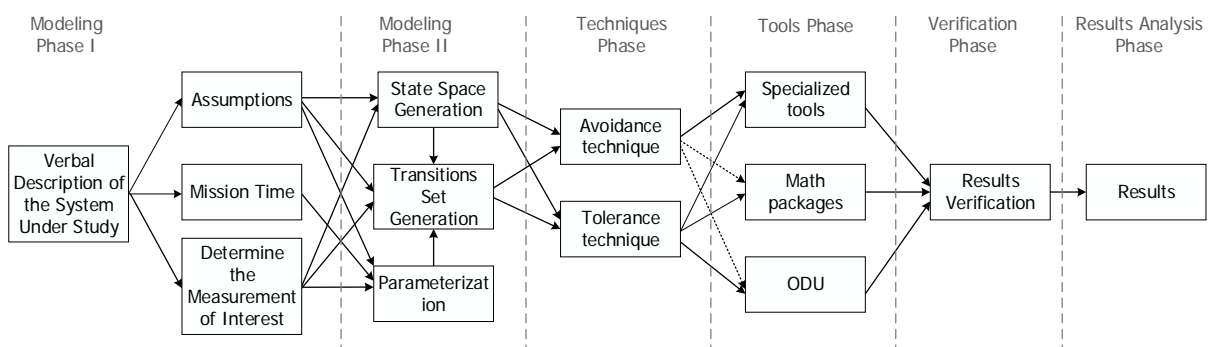 Modeling
Phase I
Modeling
Phase II
Techniques
Phase
Tools Phase
Verification
Phase
Results Analysis
Phase
Verbal
Description of
the System
Under Study
Assumptions
Mission Time
Determine the
Measurement
of Interest
State Space
Generation
Transitions
Set
Generation
Parameterizat
ion
Avoidance
technique
Tolerance
technique
Specialized
tools
Math
packages
ODU
Results
Verification
Results